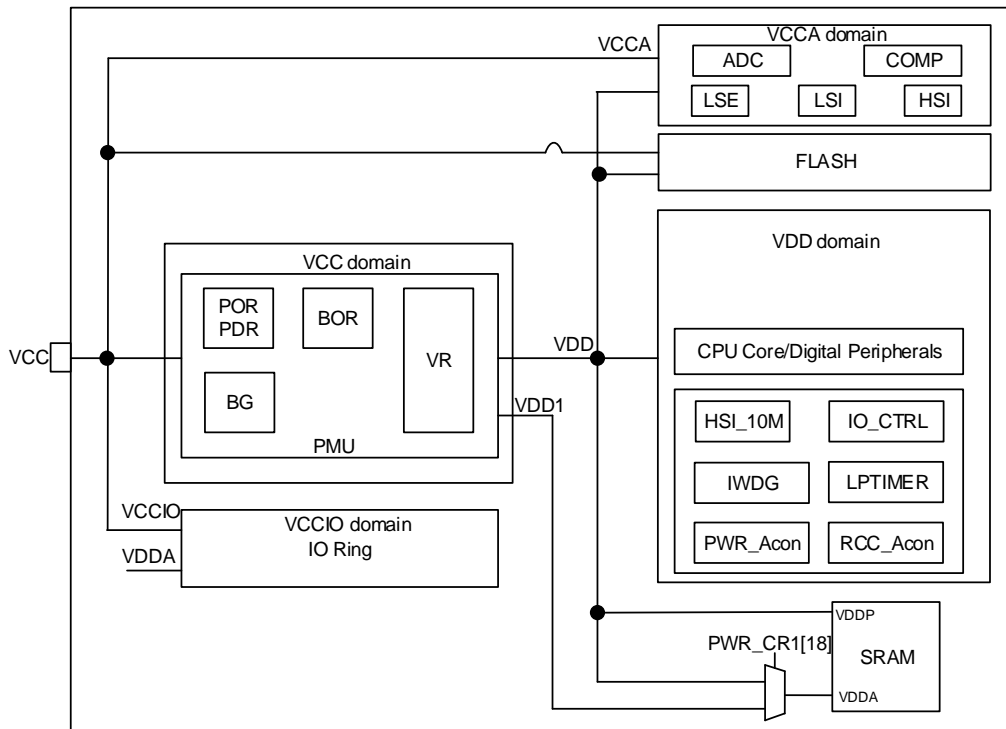 VCCA domain
VCCA
ADC
COMP
LSE
LSI
HSI
FLASH
VDD domain
VCC domain
POR
PDR
BOR
VR
VCC
VDD
CPU Core/Digital Peripherals
BG
VDD1
HSI_10M
IO_CTRL
PMU
IWDG
LPTIMER
VCCIO
VCCIO domain
IO Ring
VDDA
PWR_Acon
RCC_Acon
VDDP
PWR_CR1[18]
SRAM
VDDA